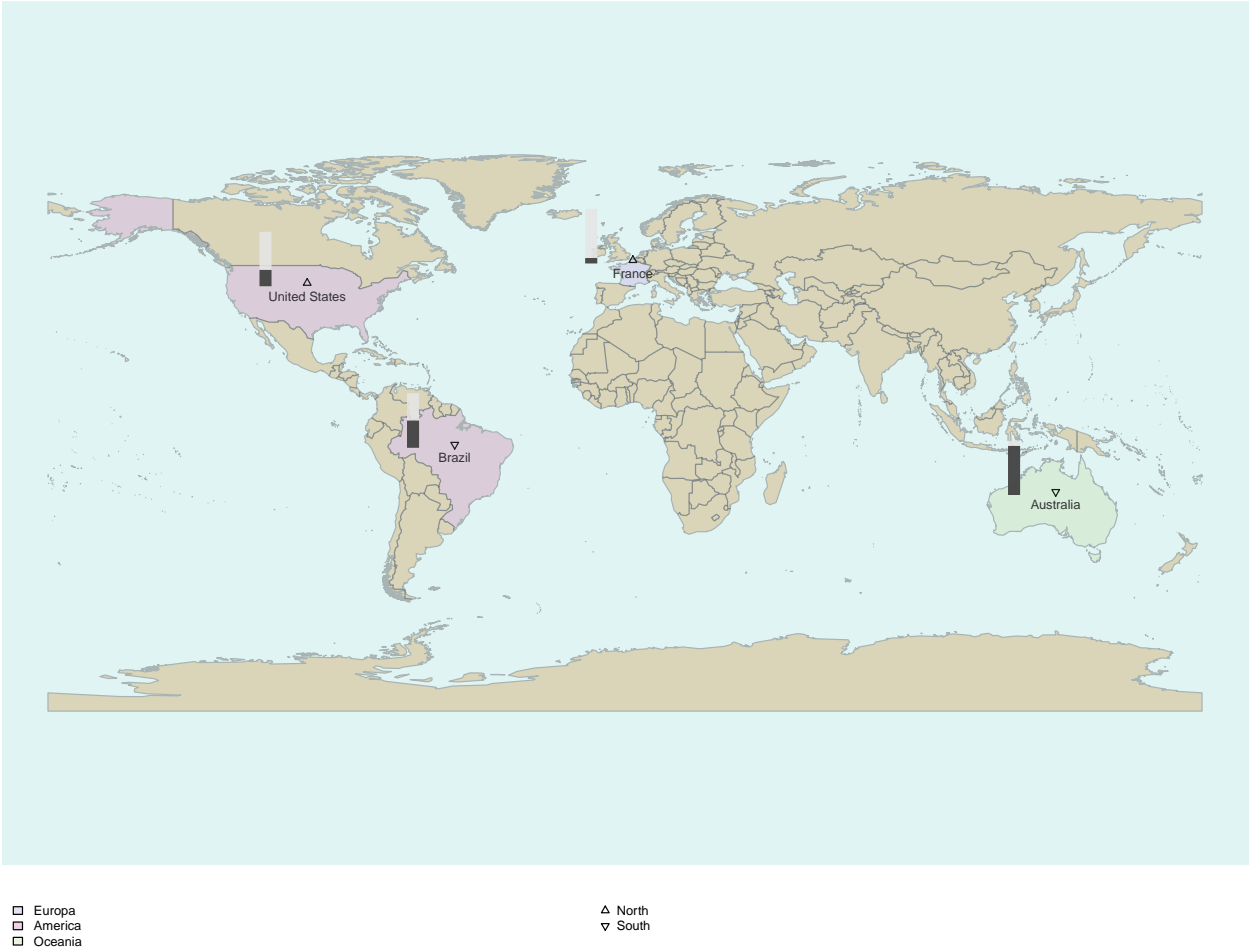 France
United States
Brazil
Australia
Europa
America
Oceania
North
South